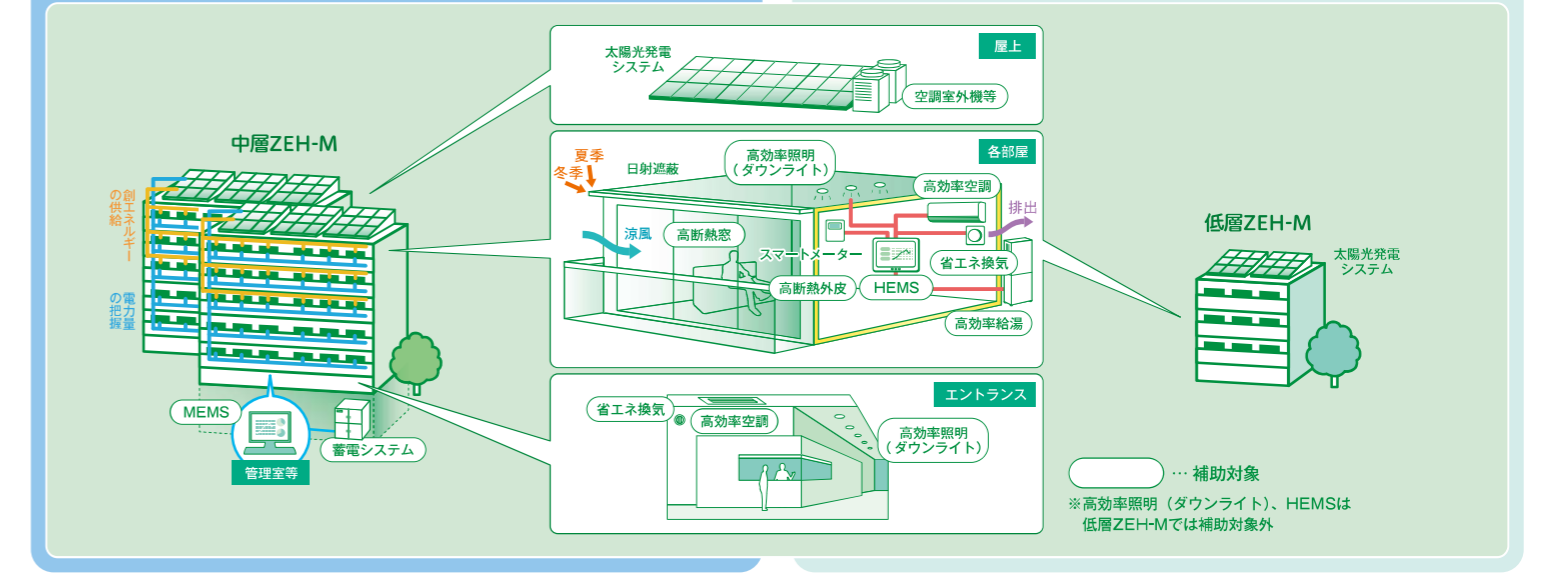 中層ZEH-M
創エネルギー
の供給
電力量
の把握
MEMS
蓄電システム
管理室等
屋上
太陽光発電
システム
空調室外機等
各部屋
夏季
冬季
日射遮蔽
高効率照明
(ダウンライト)
高効率空調
排出
涼風
高断熱窓
スマートメーター
省エネ換気
高断熱外皮
HEMS
高効率給湯
エントランス
省エネ換気
高効率空調
高効率照明
(ダウンライト)
低層ZEH-M
太陽光発電
システム
… 補助対象
※高効率照明(ダウンライト)、HEMSは
低層ZEH-Mでは補助対象外